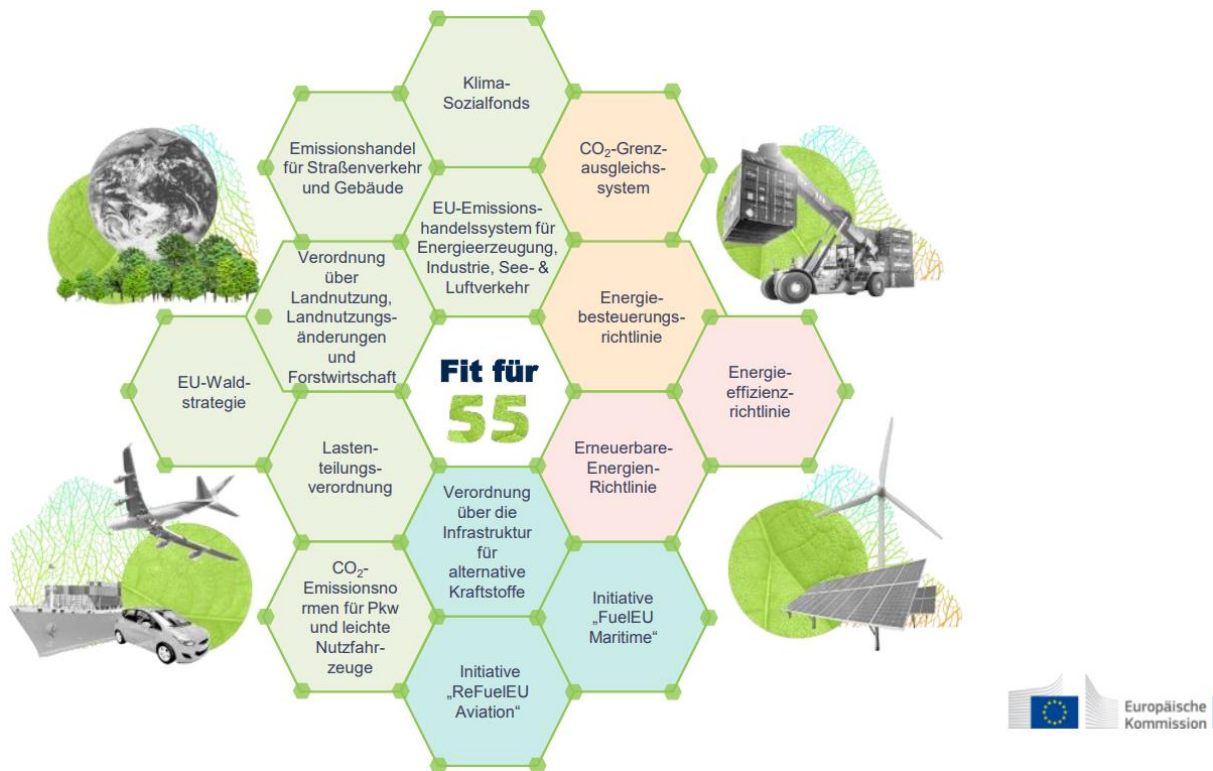 Klima-
Sozialfonds
Emissionshandel
für Straßenverkehr
und Gebäude
CO₂-Grenz-
ausgleichs-
system
EU-Emissions-
handelssystem für
Energieerzeugung,
Industrie, See- &
Luftverkehr
Verordnung
über
Landnutzung,
Landnutzungs-
änderungen
und
Forstwirtschaft
Energie-
besteuerungs-
richtlinie
EU-Wald-
strategie
Fit für
55
Energie-
effizienz-
richtlinie
Lasten-
teilungs-
verordnung
Erneuerbare-
Energien-
Richtlinie
Verordnung
über die
Infrastruktur
für
alternative
Kraftstoffe
CO₂-
Emissionsno
rmen für Pkw
und leichte
Nutzfahr-
zeuge
Initiative
„FuelEU
Maritime“
Initiative
„ReFuelEU
Aviation“
Europäische
Kommission